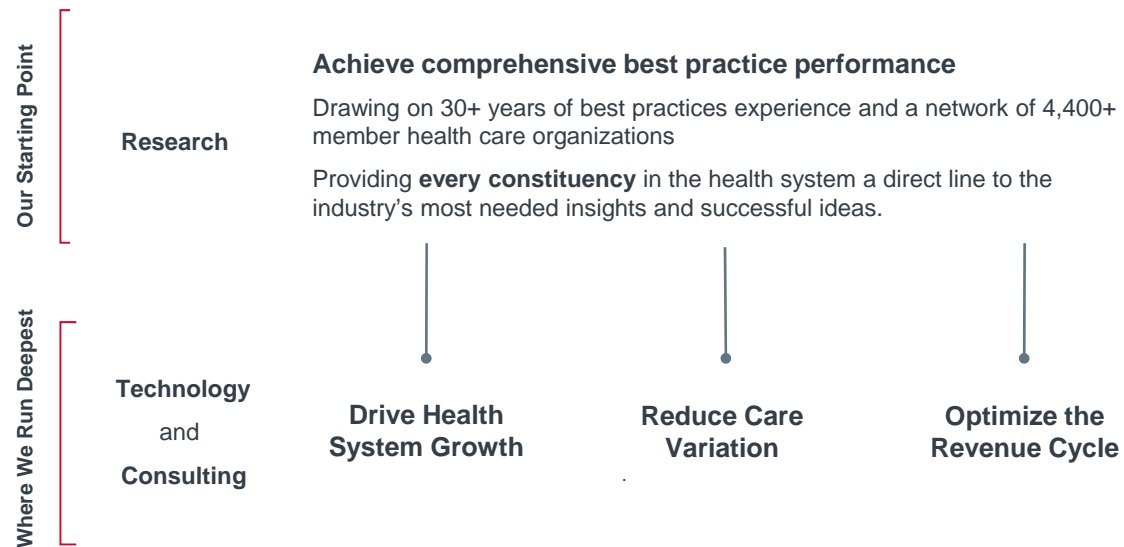 Our Starting Point
Research
Achieve comprehensive best practice performance
Drawing on 30+ years of best practices experience and a network of 4,400+
member health care organizations
Providing every constituency in the health system a direct line to the
industry’s most needed insights and successful ideas.
Where We Run Deepest
Technology
and
Consulting
Drive Health
System Growth
Reduce Care
Variation
.
Optimize the
Revenue Cycle